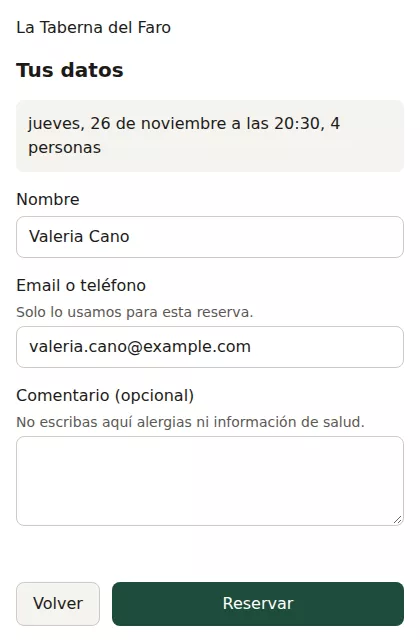 La Taberna del Faro
Tus datos
jueves, 26 de noviembre a las 20:30, 4
personas
Nombre
Valeria Cano
Email o teléfono
Solo lo usamos para esta reserva.
valeria.cano@example.com
Comentario (opcional)
No escribas aquí alergias ni información de salud.
Volver
Reservar